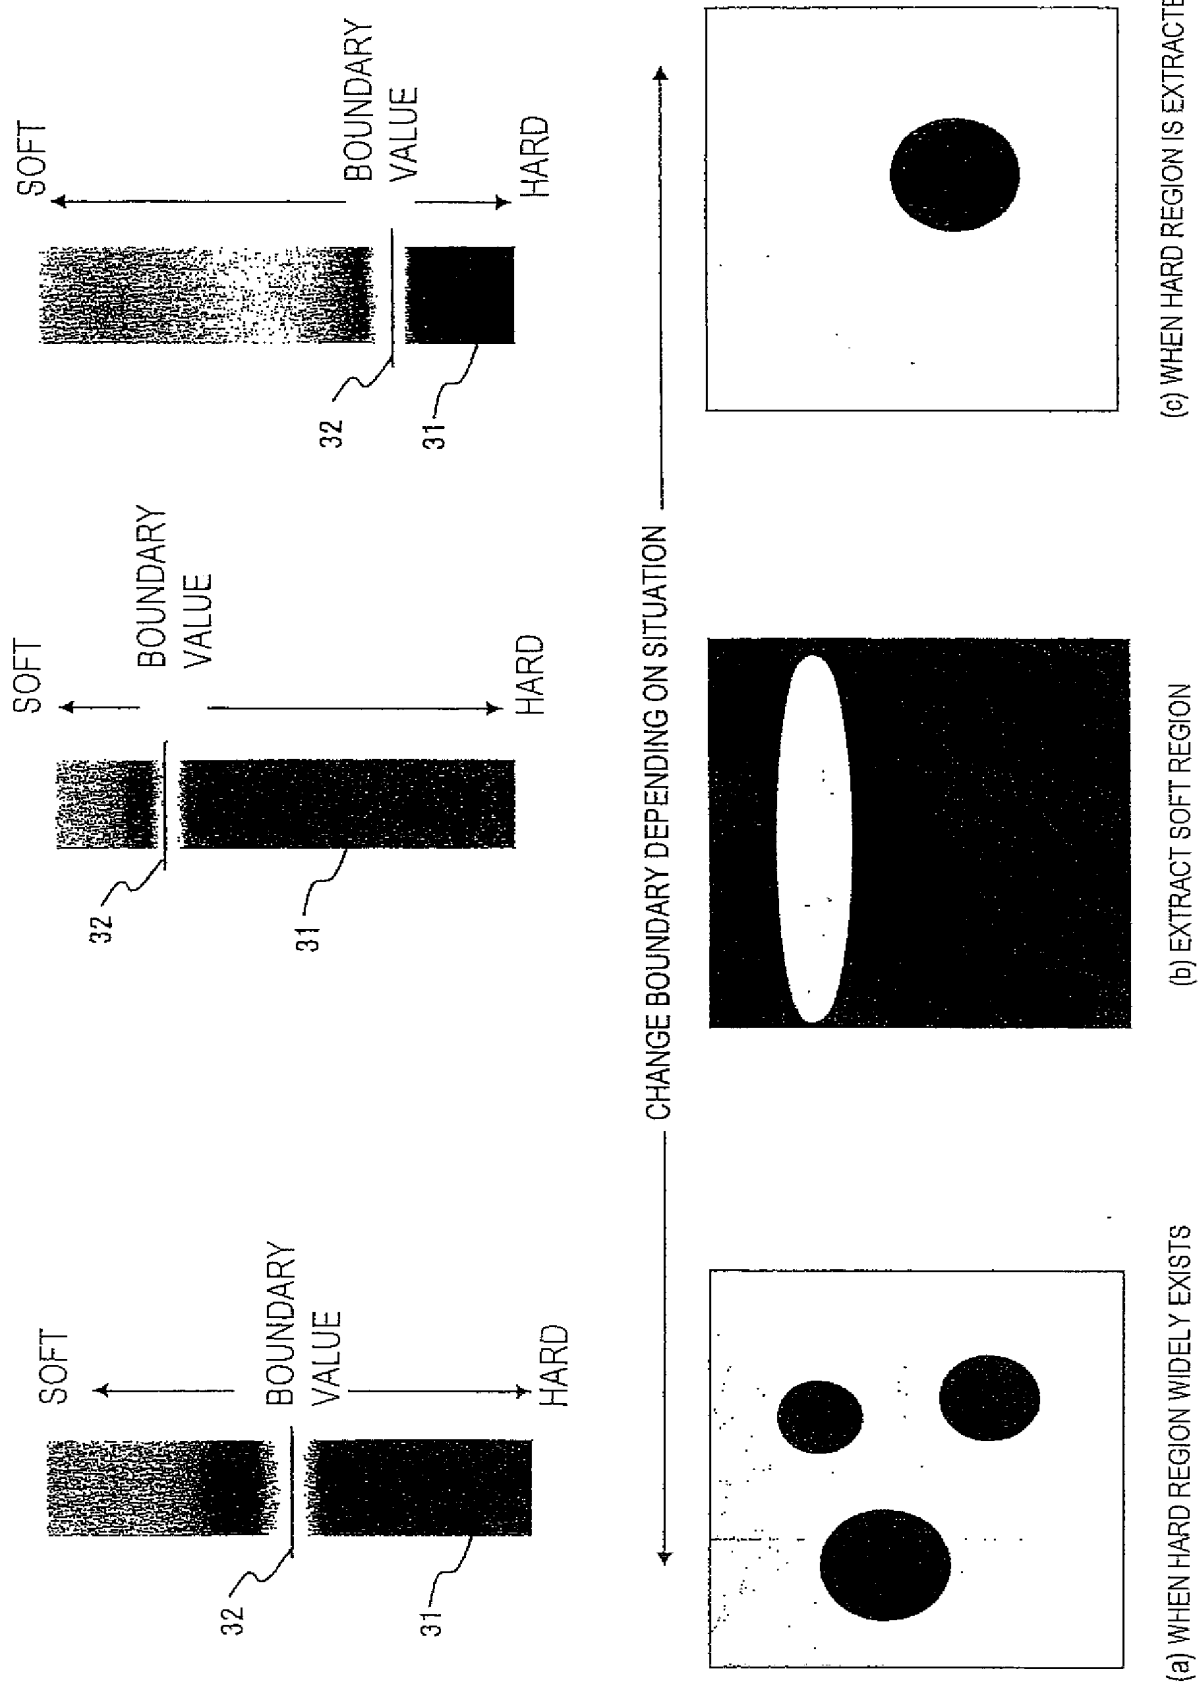 SOFT
BOUNDARY
VALUE
HARD
32
31
SOFT
BOUNDARY
VALUE
HARD
32
31
SOFT
BOUNDARY
VALUE
HARD
32
31
CHANGE BOUNDARY DEPENDING ON SITUATION
(a) WHEN HARD REGION WIDELY EXISTS
(b) EXTRACT SOFT REGION
(c) WHEN HARD REGION IS EXTRACTE